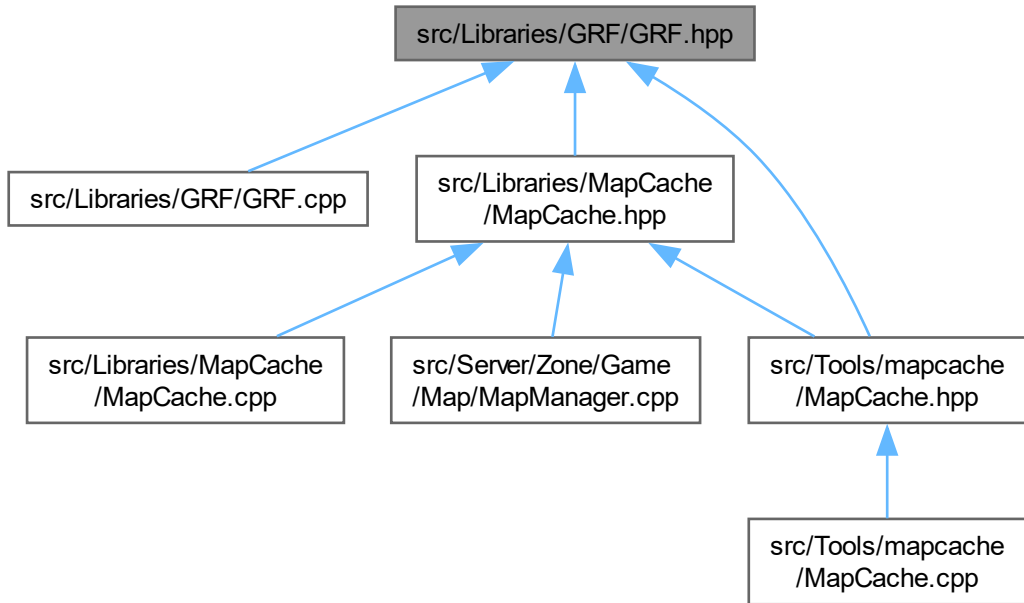 src/Libraries/GRF/GRF.hpp
src/Libraries/GRF/GRF.cpp
src/Libraries/MapCache
/MapCache.hpp
src/Libraries/MapCache
/MapCache.cpp
src/Server/Zone/Game
/Map/MapManager.cpp
src/Tools/mapcache
/MapCache.hpp
src/Tools/mapcache
/MapCache.cpp